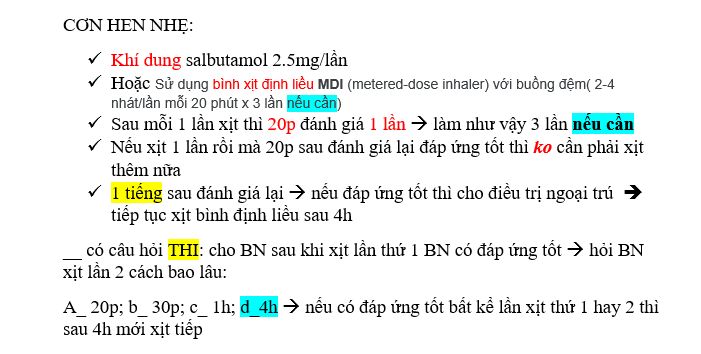 CƠN HEN NHẸ:
✓ Khí dung salbutamol 2.5mg/lần
✓ Hoặc Sử dụng bình xịt định liều MDI (metered-dose inhaler) với buồng đệm( 2-4
nhát/lần mỗi 20 phút x 3 lần nếu cần)
✓ Sau mỗi 1 lần xịt thì 20p đánh giá 1 lần → làm như vậy 3 lần nếu cần
✓ Nếu xịt 1 lần rồi mà 20p sau đánh giá lại đáp ứng tốt thì ko cần phải xịt
thêm nữa
✓ 1 tiếng sau đánh giá lại → nếu đáp ứng tốt thì cho điều trị ngoại trú ➔
tiếp tục xịt bình định liều sau 4h
__ có câu hỏi THI: cho BN sau khi xịt lần thứ 1 BN có đáp ứng tốt → hỏi BN
xịt lần 2 cách bao lâu:
A_ 20p; b_ 30p; c_ 1h; d_4h → nếu có đáp ứng tốt bất kể lần xịt thứ 1 hay 2 thì
sau 4h mới xịt tiếp